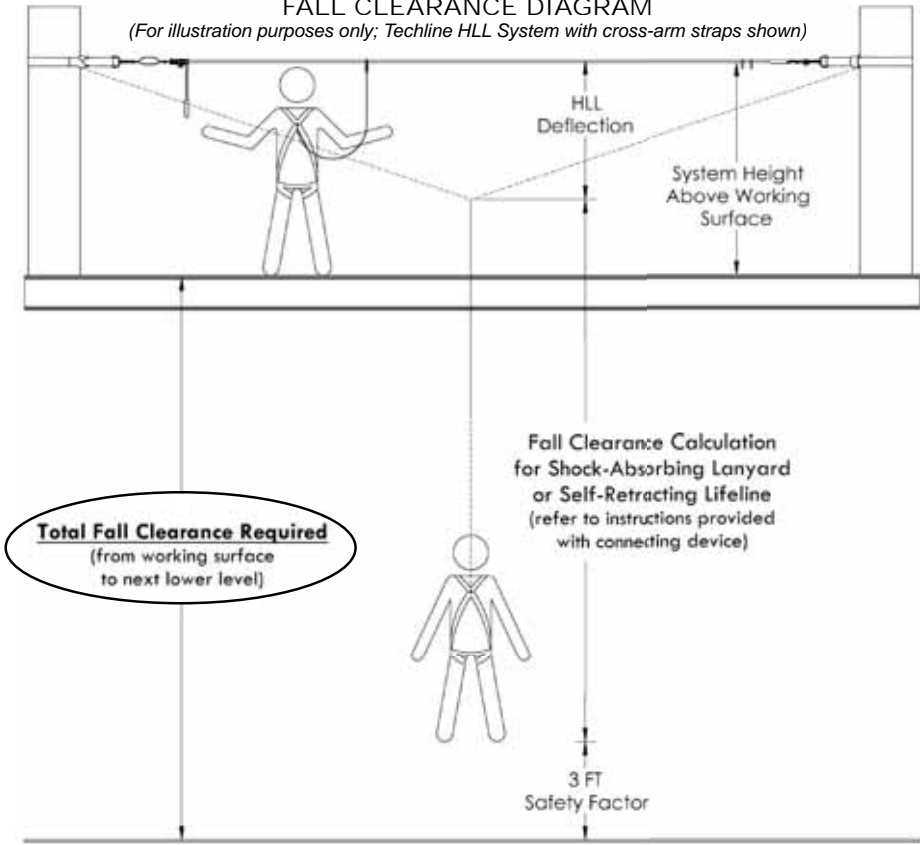 FALL CLEARANCE DIAGRAM
(For illustration purposes only; Techline HLL System with cross-arm straps shown)
HLL
Deflection
System Height
Above Working
Surface
Fall Clearance Calculation
for Shock-Absorbing Lanyard
or Self-Retracting Lifeline
(refer to instructions provided
with connecting device)
Total Fall Clearance Required
(from working surface
to next lower level)
3 FT
Safety Factor